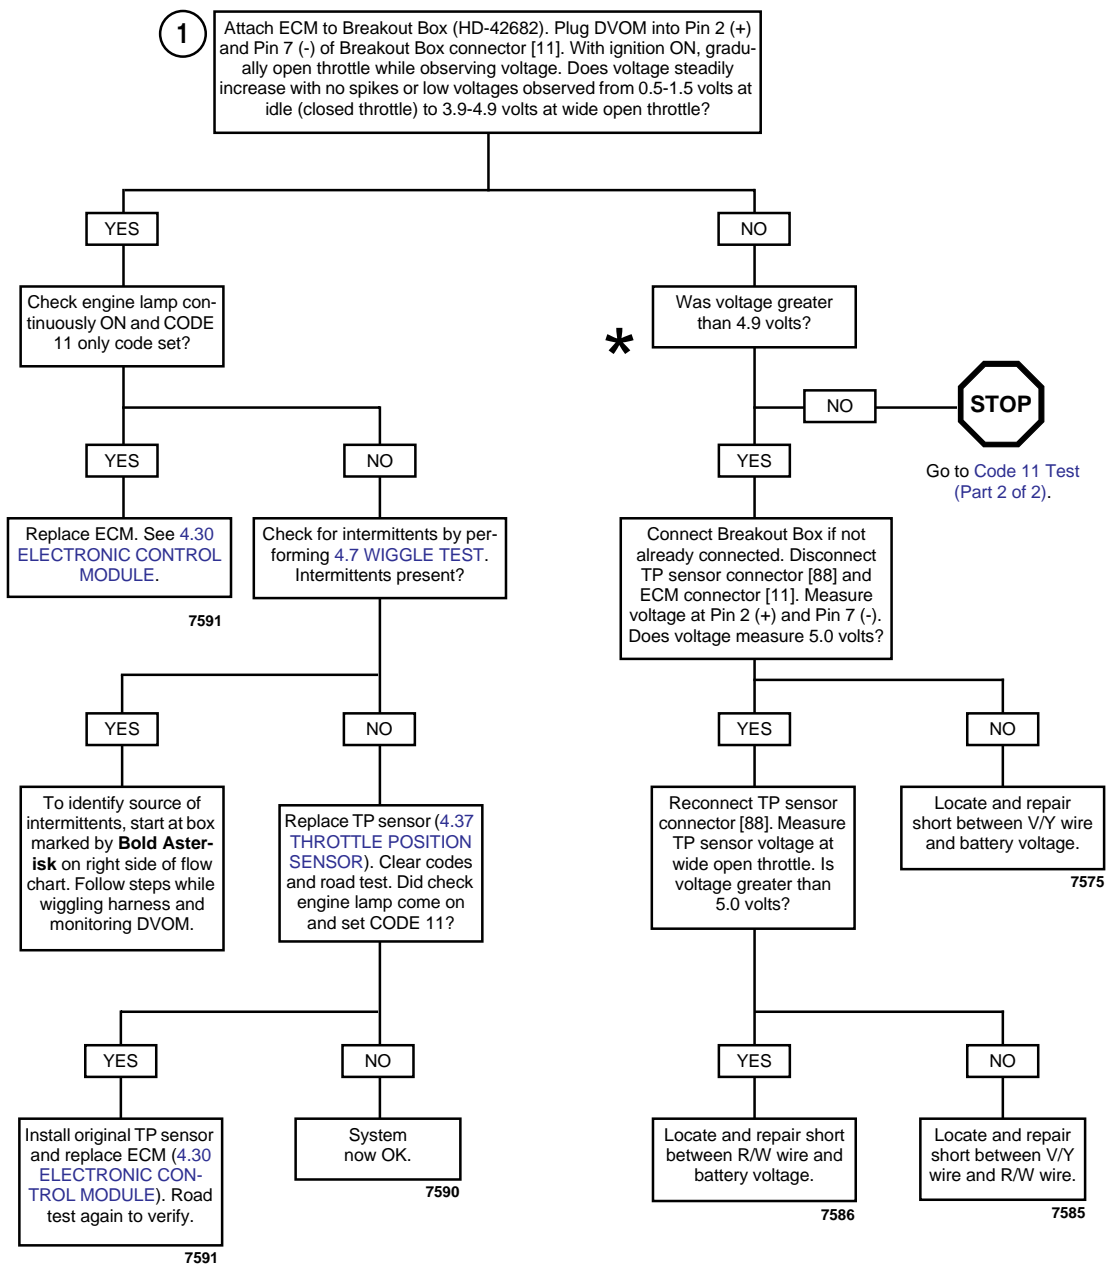 1
Attach ECM to Breakout Box (HD-42682). Plug DVOM into Pin 2 (+)
and Pin 7 (-) of Breakout Box connector [11]. With ignition ON, gradu-
ally open throttle while observing voltage. Does voltage steadily
increase with no spikes or low voltages observed from 0.5-1.5 volts at
idle (closed throttle) to 3.9-4.9 volts at wide open throttle?
YES
NO
Check engine lamp con-
tinuously ON and CODE
11 only code set?
Was voltage greater
than 4.9 volts?
*
NO
STOP
Go to Code 11 Test
(Part 2 of 2).
YES
NO
YES
Replace ECM. See 4.30
ELECTRONIC CONTROL
MODULE.
7591
Check for intermittents by per-
forming 4.7 WIGGLE TEST.
Intermittents present?
Connect Breakout Box if not
already connected. Disconnect
TP sensor connector [88] and
ECM connector [11]. Measure
voltage at Pin 2 (+) and Pin 7 (-).
Does voltage measure 5.0 volts?
YES
NO
YES
NO
To identify source of
intermittents, start at box
marked by Bold Aster-
isk on right side of flow
chart. Follow steps while
wiggling harness and
monitoring DVOM.
Replace TP sensor (4.37
THROTTLE POSITION
SENSOR). Clear codes
and road test. Did check
engine lamp come on
and set CODE 11?
Reconnect TP sensor
connector [88]. Measure
TP sensor voltage at
wide open throttle. Is
voltage greater than
5.0 volts?
Locate and repair
short between V/Y wire
and battery voltage.
7575
YES
NO
YES
NO
Install original TP sensor
and replace ECM (4.30
ELECTRONIC CON-
TROL MODULE). Road
test again to verify.
7591
System
now OK.
7590
Locate and repair short
between R/W wire and
battery voltage.
7586
Locate and repair
short between V/Y
wire and R/W wire.
7585